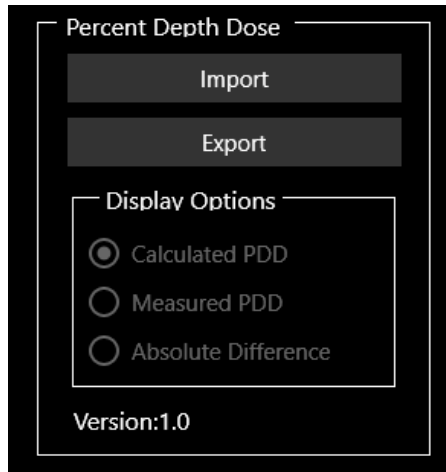 Percent Depth Dose
Import
Export
Display Options
Calculated PDD
Measured PDD
Absolute Difference
Version:1.0